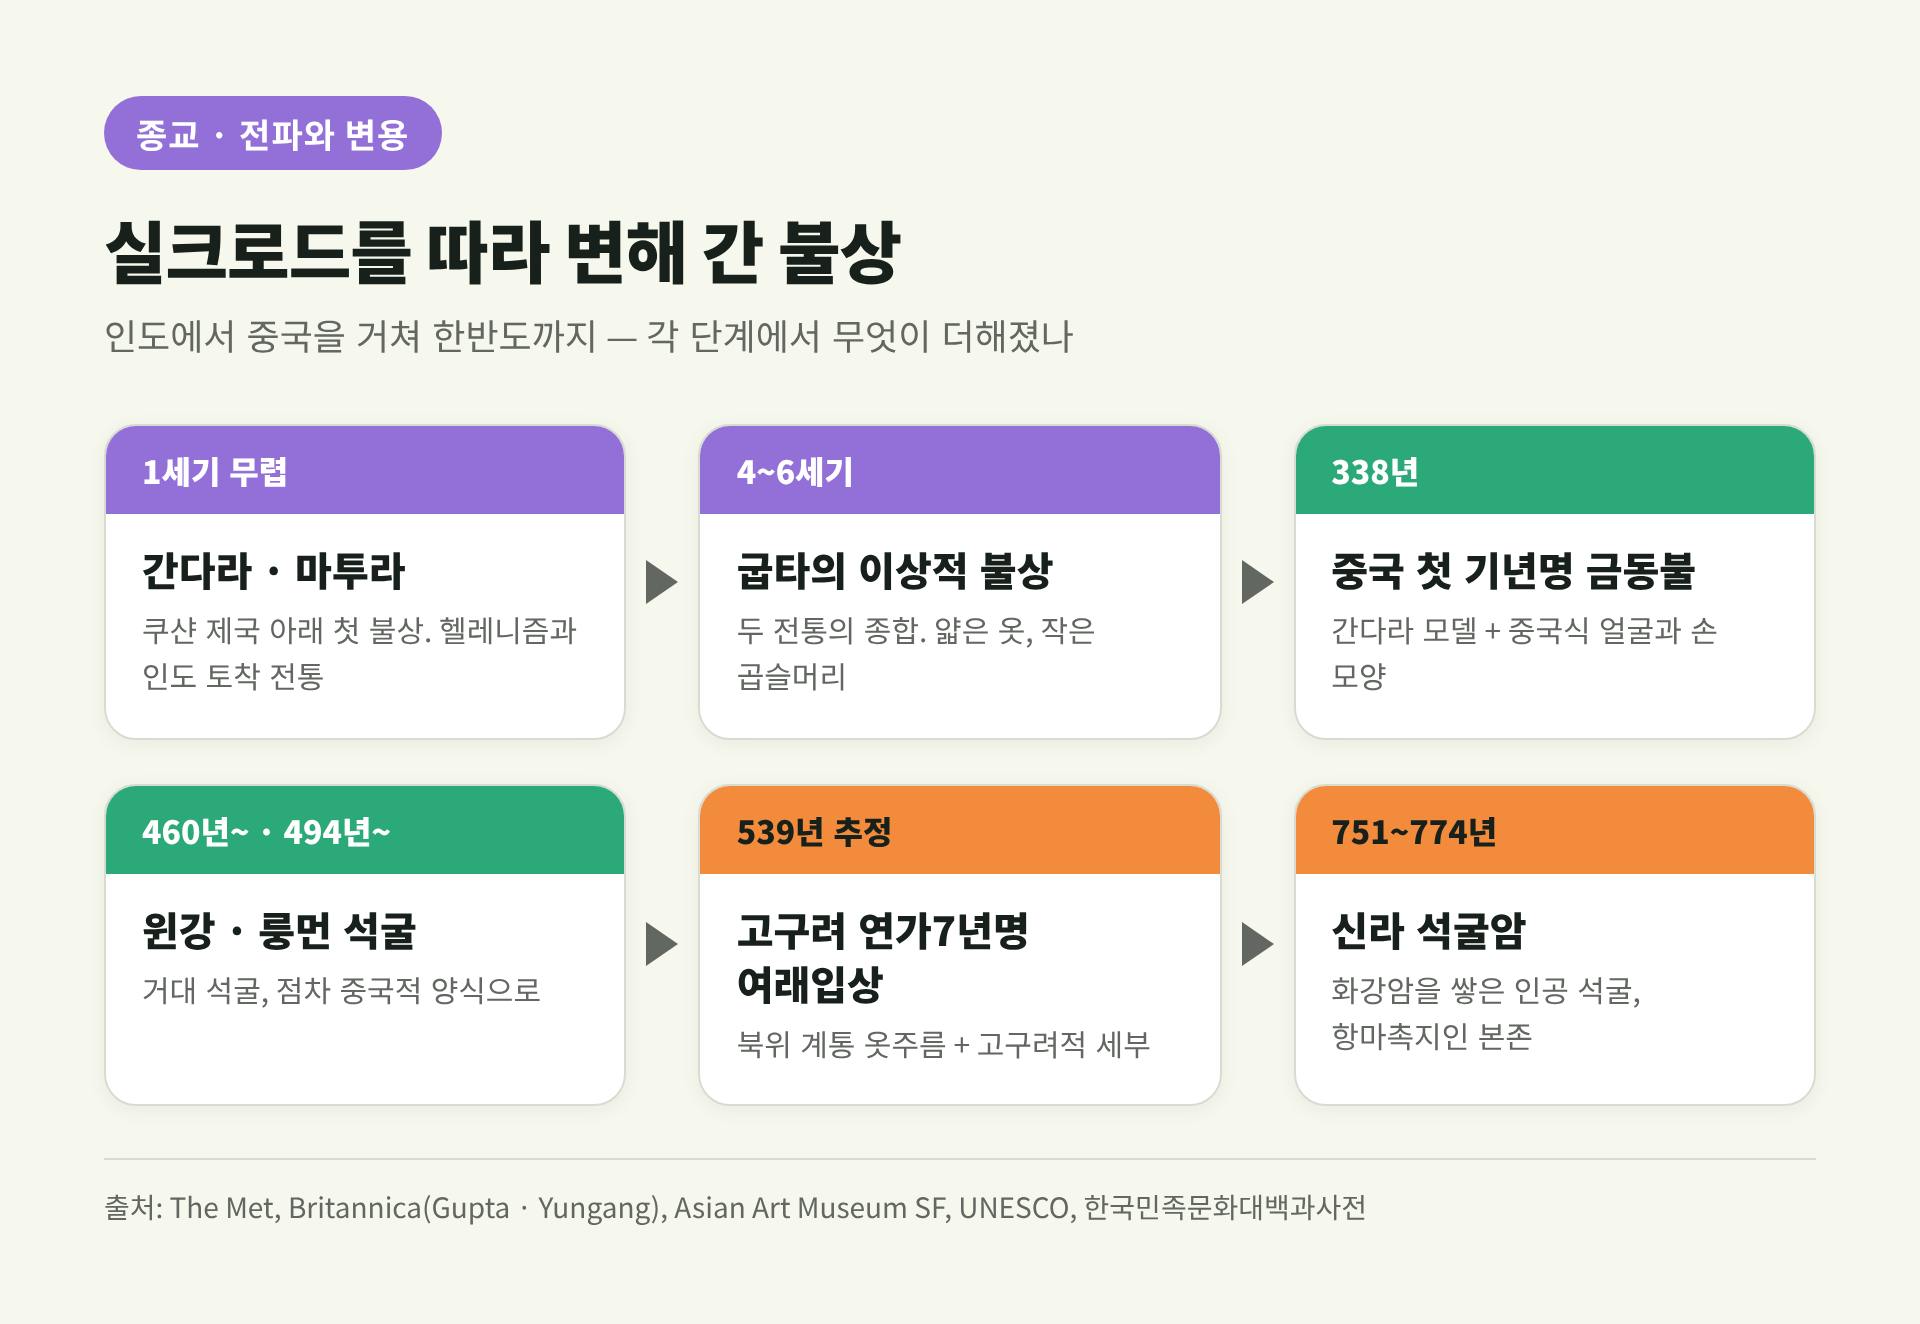 종교 · 전파와 변용
실크로드를 따라 변해 간 불상
인도에서 중국을 거쳐 한반도까지 — 각 단계에서 무엇이 더해졌나
1세기 무렵
간다라 · 마투라
쿠샨 제국 아래 첫 불상. 헬레니즘과
인도 토착 전통
4~6세기
굽타의 이상적 불상
두 전통의 종합. 얇은 옷, 작은
곱슬머리
338년
중국 첫 기년명 금동불
간다라 모델 + 중국식 얼굴과 손
모양
460년~ · 494년~
윈강 · 룽먼 석굴
거대 석굴, 점차 중국적 양식으로
539년 추정
고구려 연가7년명
여래입상
북위 계통 옷주름 + 고구려적 세부
751~774년
신라 석굴암
화강암을 쌓은 인공 석굴,
항마촉지인 본존
출처: The Met, Britannica(Gupta · Yungang), Asian Art Museum SF, UNESCO, 한국민족문화대백과사전